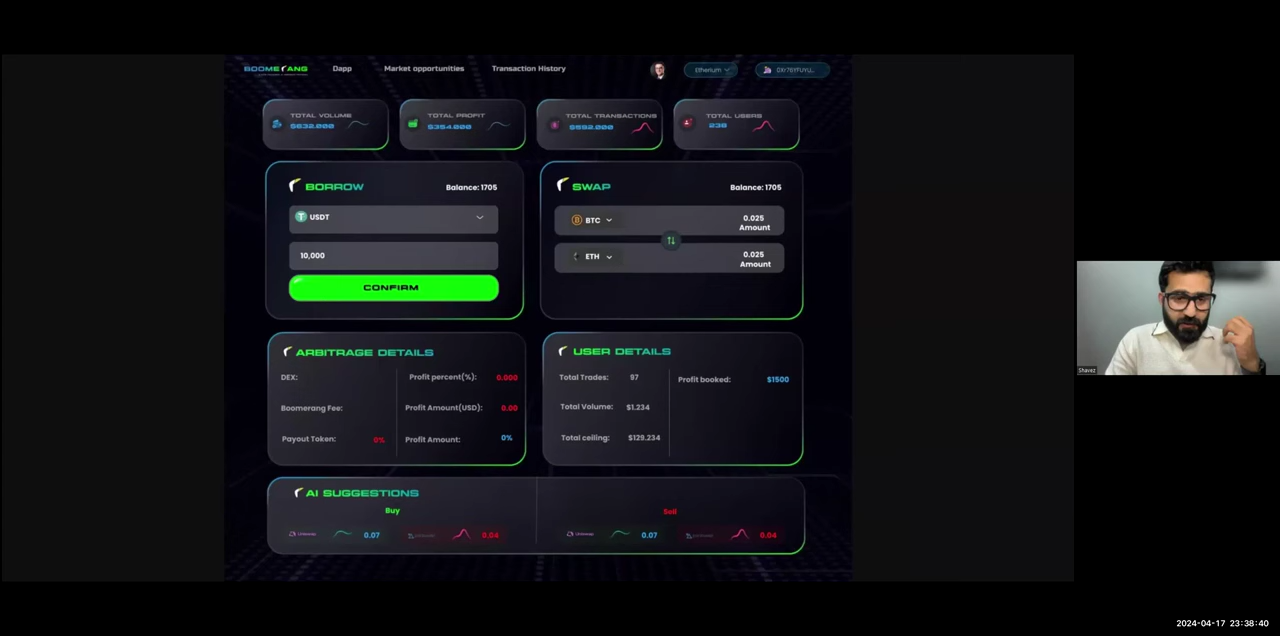 BOOMERANG Dapp Market opportunities Transaction History Etherium
TOTAL VOLUME
$632.000
TOTAL PROFIT
$354.000
TOTAL TRANSACTIONS
$592.000
TOTAL USERS
238
BORROW Balance: 1705
USDT
10,000
CONFIRM
SWAP Balance: 1705
BTC 0.025
Amount
ETH 0.025
Amount
ARBITRAGE DETAILS
DEX: Profit percent(%): 0.000
Boomerang Fee: Profit Amount(USD): 0.00
Payout Token: 0% Profit Amount: 0%
USER DETAILS
Total Trades: 97 Profit booked: $1500
Total Volume: $1.234
Total ceiling: $129.234
AI SUGGESTIONS
Buy
Uniswap 0.07 0.04
Sell
Uniswap 0.07 0.04
Shavez
2024-04-17 23:38:40